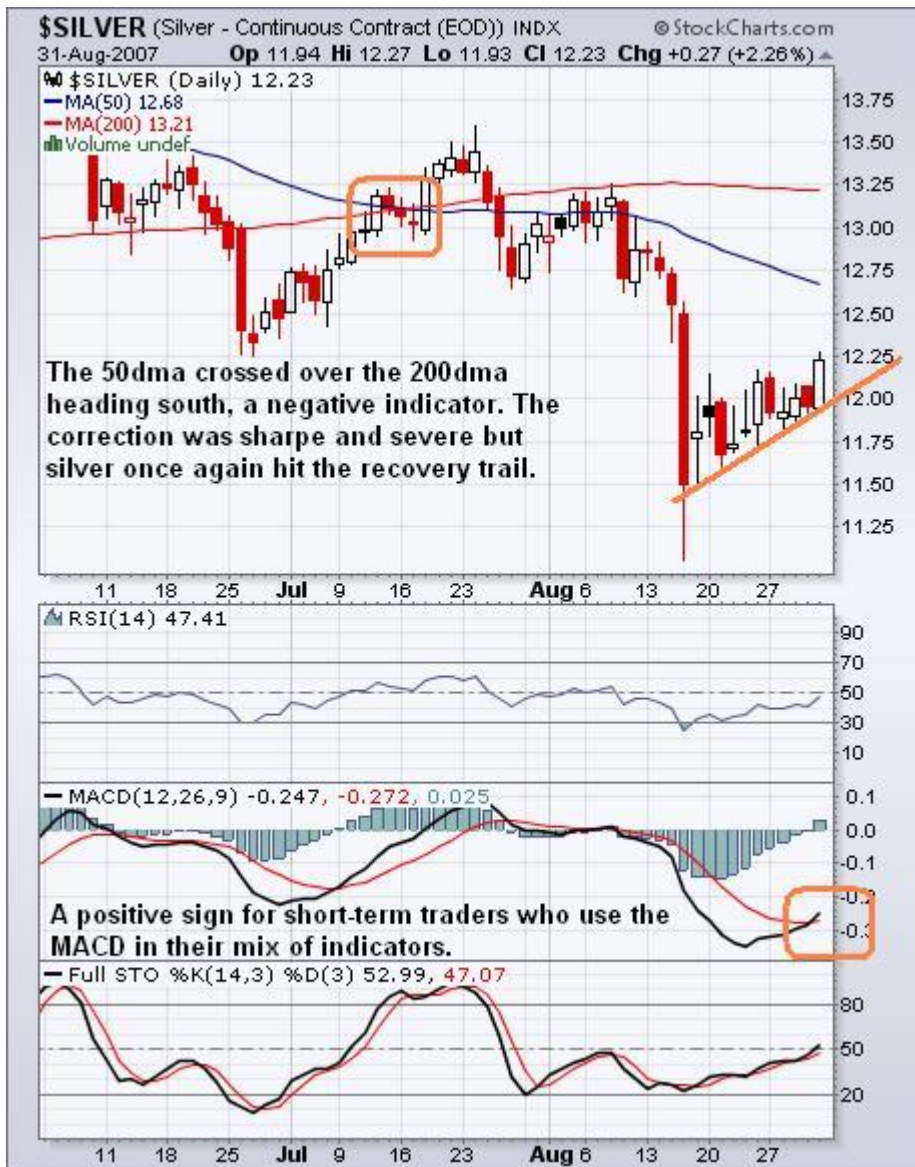 $SILVER (Silver - Continuous Contract (EOD)) INDX © StockCharts.com
31-Aug-2007 Op 11.94 Hi 12.27 Lo 11.93 Cl 12.23 Chg +0.27 (+2.26%)
$SILVER (Daily) 12.23
MA(50) 12.68
MA(200) 13.21
Volume undef
13.75
13.50
13.25
13.00
12.75
12.50
12.25
12.00
11.75
11.50
11.25
The 50dma crossed over the 200dma
heading south, a negative indicator. The
correction was sharpe and severe but
silver once again hit the recovery trail.
11 18 25 Jul 9 16 23 Aug 6 13 20 27
RSI(14) 47.41
90
70
50
30
10
MACD(12,26,9) -0.247, -0.272, 0.025
0.1
0.0
-0.1
-0.2
-0.3
A positive sign for short-term traders who use the
MACD in their mix of indicators.
Full STO %K(14,3) %D(3) 52.99, 47.07
80
50
20
11 18 25 Jul 9 16 23 Aug 6 13 20 27